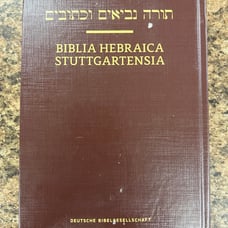 תורה נביאים וכתובים
BIBLIA HEBRAICA
STUTTGARTENSIA
DEUTSCHE BIBELGESELLSCHAFT